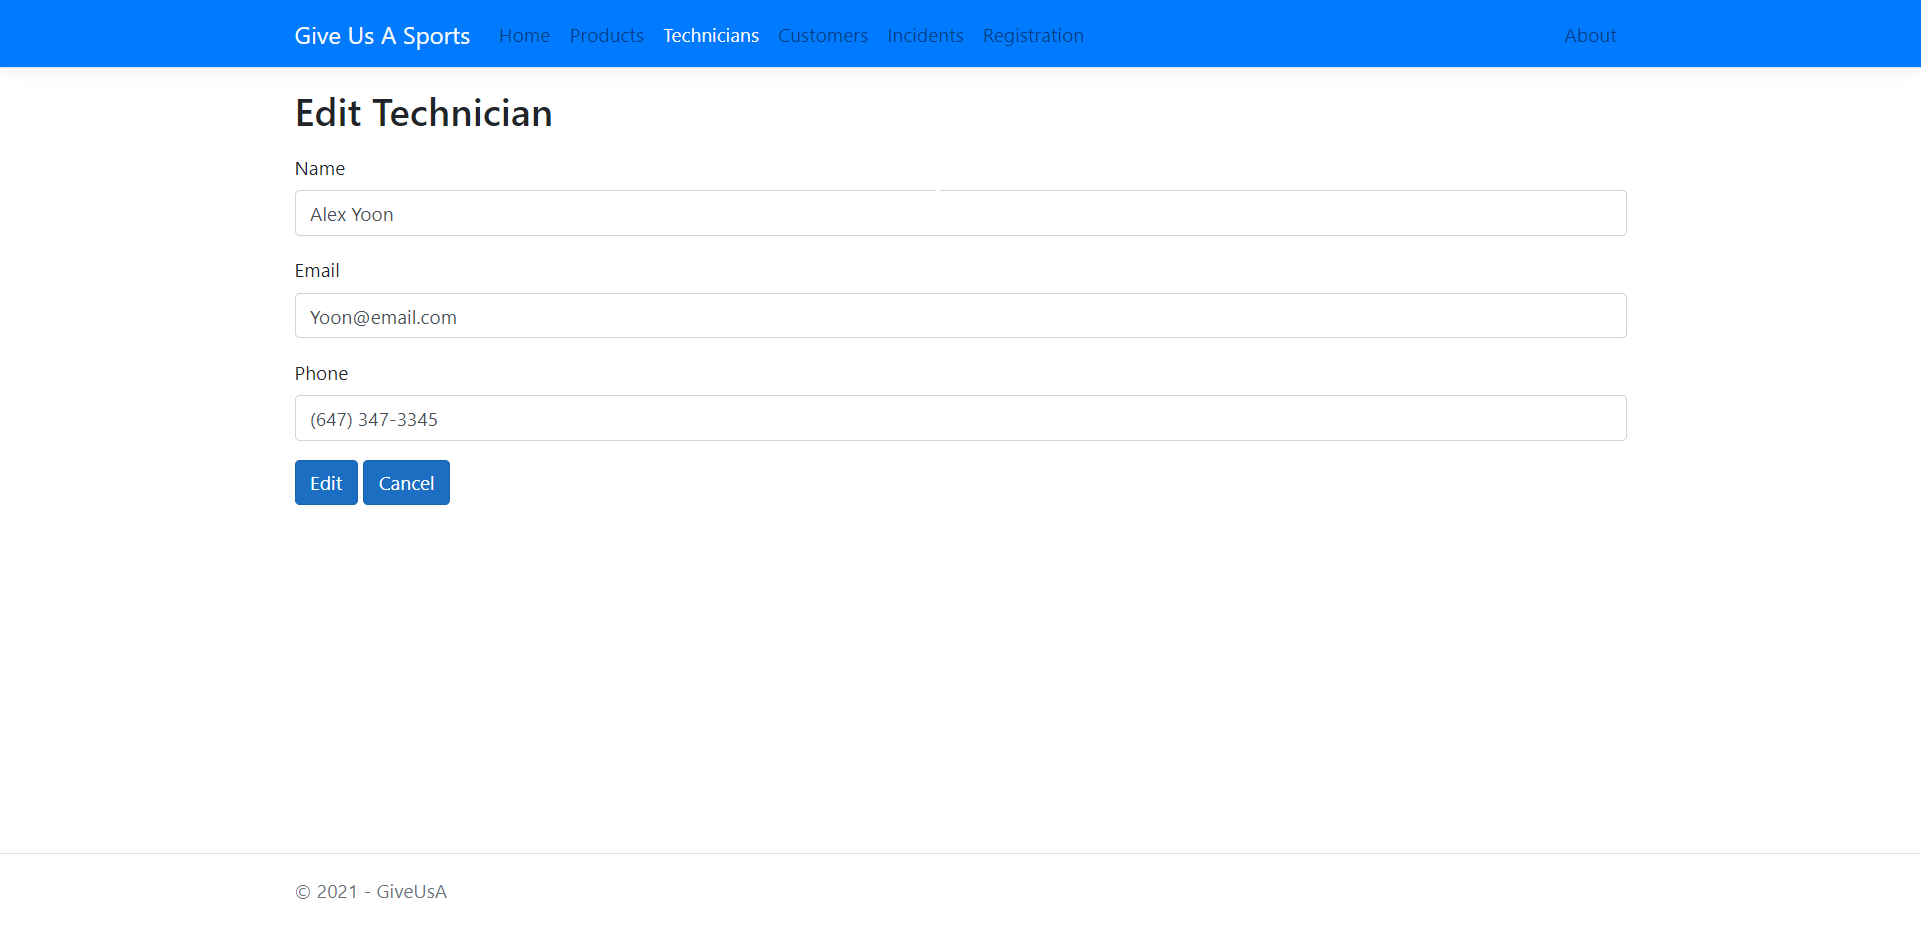 Give Us A Sports Home Products Technicians Customers Incidents Registration About
Edit Technician
Name
Alex Yoon
Email
Yoon@email.com
Phone
(647) 347-3345
Edit Cancel
© 2021 - GiveUsA